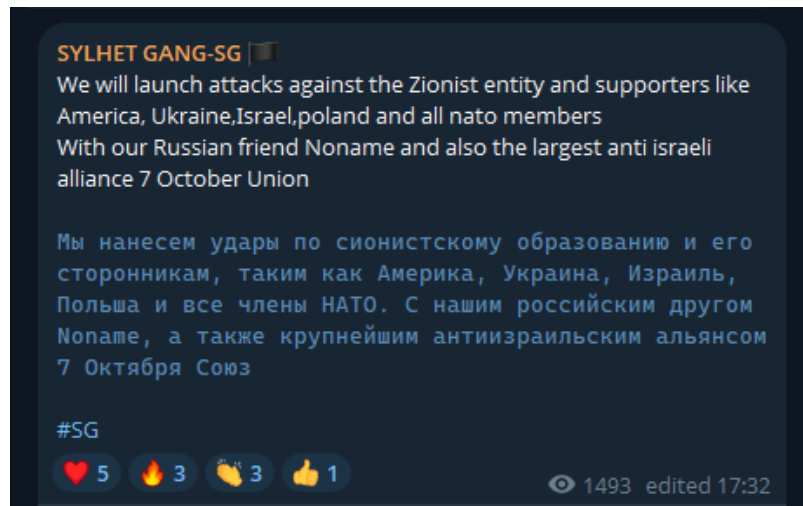 SYLHET GANG-SG 🏴
We will launch attacks against the Zionist entity and supporters like
America, Ukraine,Israel,poland and all nato members
With our Russian friend Noname and also the largest anti israeli
alliance 7 October Union
Мы нанесем удары по сионистскому образованию и его
сторонникам, таким как Америка, Украина, Израиль,
Польша и все члены НАТО. С нашим российским другом
Noname, а также крупнейшим антиизраильским альянсом
7 Октября Союз
#SG
❤️ 5 🔥 3 👏 3 👍 1
1493 edited 17:32